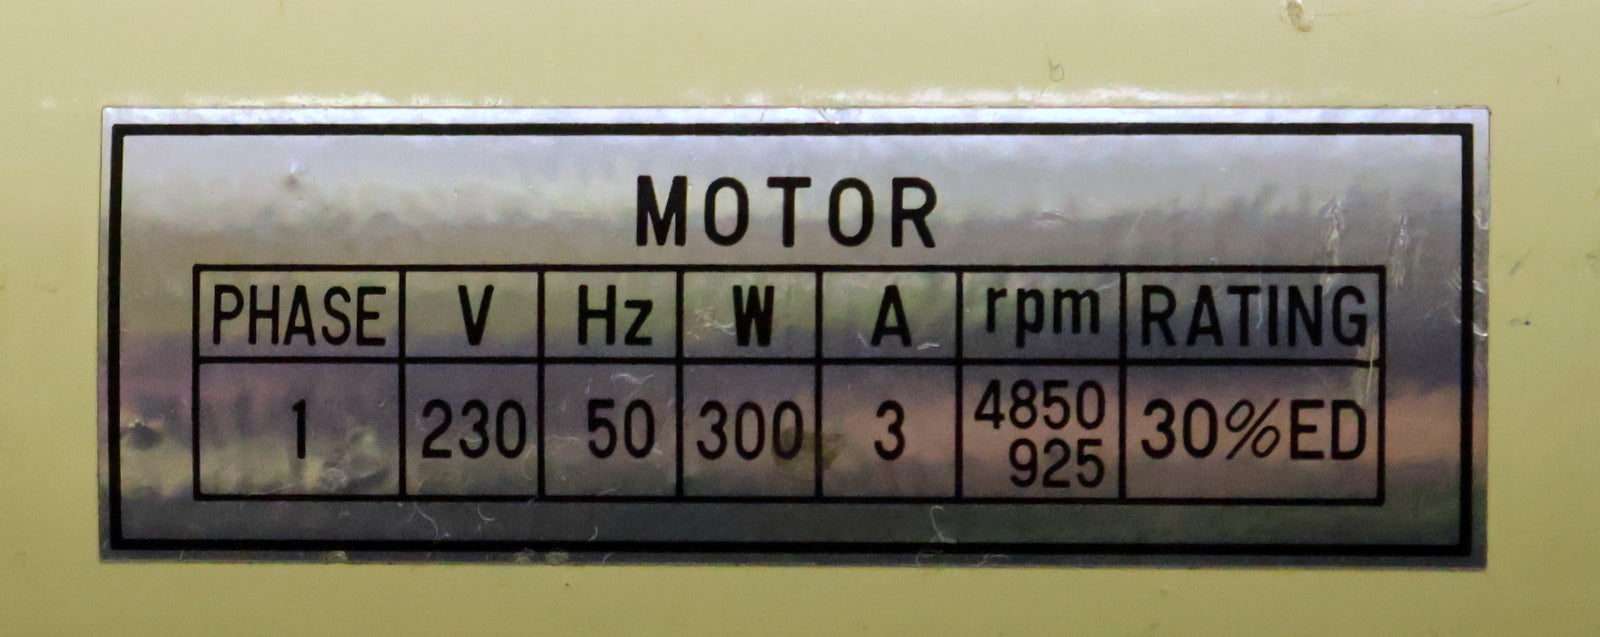 MOTOR
PHASE V Hz W A rpm RATING
1 230 50 300 3 4850 925 30%ED